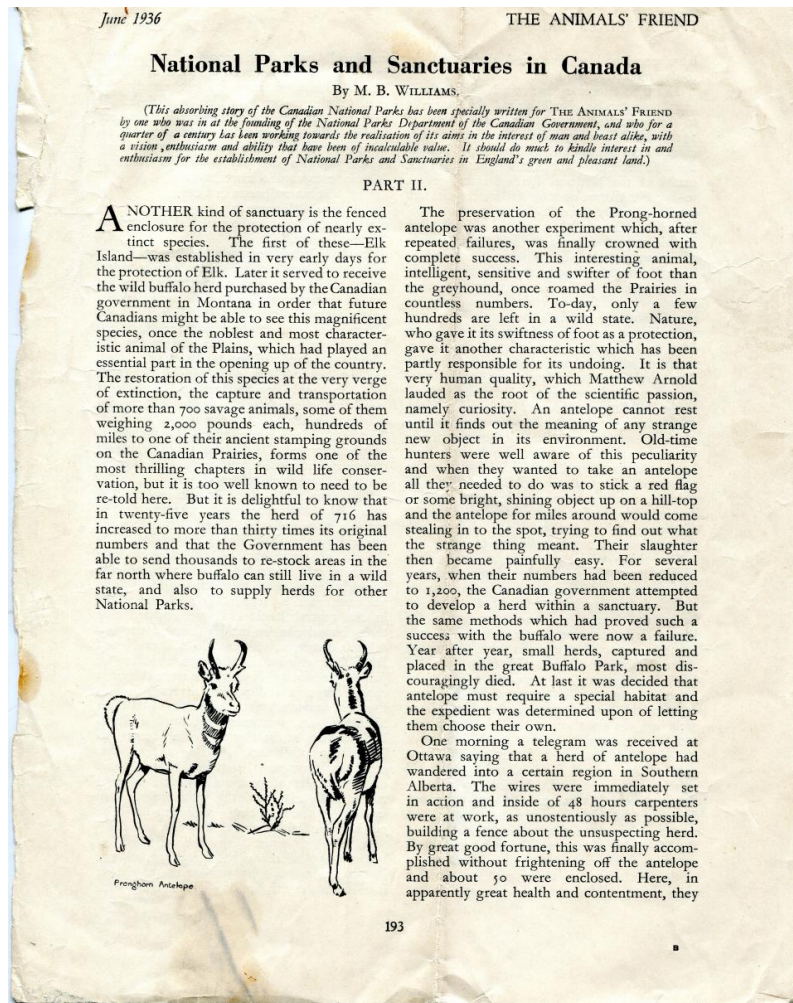 June 1936
THE ANIMALS' FRIEND
National Parks and Sanctuaries in Canada
By M. B. WILLIAMS.
(This absorbing story of the Canadian National Parks has been specially written for THE ANIMALS' FRIEND
by one who was in at the founding of the National Parks Department of the Canadian Government, and who for a
quarter of a century has been working towards the realisation of its aims in the interest of man and beast alike, with
a vision ,enthusiasm and ability that have been of incalculable value. It should do much to kindle interest in and
enthusiasm for the establishment of National Parks and Sanctuaries in England's green and pleasant land.)
PART II.
ANOTHER kind of sanctuary is the fenced
enclosure for the protection of nearly ex-
tinct species. The first of these—Elk
Island—was established in very early days for
the protection of Elk. Later it served to receive
the wild buffalo herd purchased by the Canadian
government in Montana in order that future
Canadians might be able to see this magnificent
species, once the noblest and most character-
istic animal of the Plains, which had played an
essential part in the opening up of the country.
The restoration of this species at the very verge
of extinction, the capture and transportation
of more than 700 savage animals, some of them
weighing 2,000 pounds each, hundreds of
miles to one of their ancient stamping grounds
on the Canadian Prairies, forms one of the
most thrilling chapters in wild life conser-
vation, but it is too well known to need to be
re-told here. But it is delightful to know that
in twenty-five years the herd of 716 has
increased to more than thirty times its original
numbers and that the Government has been
able to send thousands to re-stock areas in the
far north where buffalo can still live in a wild
state, and also to supply herds for other
National Parks.
Pronghorn Antelope
The preservation of the Prong-horned
antelope was another experiment which, after
repeated failures, was finally crowned with
complete success. This interesting animal,
intelligent, sensitive and swifter of foot than
the greyhound, once roamed the Prairies in
countless numbers. To-day, only a few
hundreds are left in a wild state. Nature,
who gave it its swiftness of foot as a protection,
gave it another characteristic which has been
partly responsible for its undoing. It is that
very human quality, which Matthew Arnold
lauded as the root of the scientific passion,
namely curiosity. An antelope cannot rest
until it finds out the meaning of any strange
new object in its environment. Old-time
hunters were well aware of this peculiarity
and when they wanted to take an antelope
all they needed to do was to stick a red flag
or some bright, shining object up on a hill-top
and the antelope for miles around would come
stealing in to the spot, trying to find out what
the strange thing meant. Their slaughter
then became painfully easy. For several
years, when their numbers had been reduced
to 1,200, the Canadian government attempted
to develop a herd within a sanctuary. But
the same methods which had proved such a
success with the buffalo were now a failure.
Year after year, small herds, captured and
placed in the great Buffalo Park, most dis-
couragingly died. At last it was decided that
antelope must require a special habitat and
the expedient was determined upon of letting
them choose their own.
One morning a telegram was received at
Ottawa saying that a herd of antelope had
wandered into a certain region in Southern
Alberta. The wires were immediately set
in action and inside of 48 hours carpenters
were at work, as unostentiously as possible,
building a fence about the unsuspecting herd.
By great good fortune, this was finally accom-
plished without frightening off the antelope
and about 50 were enclosed. Here, in
apparently great health and contentment, they
193
B